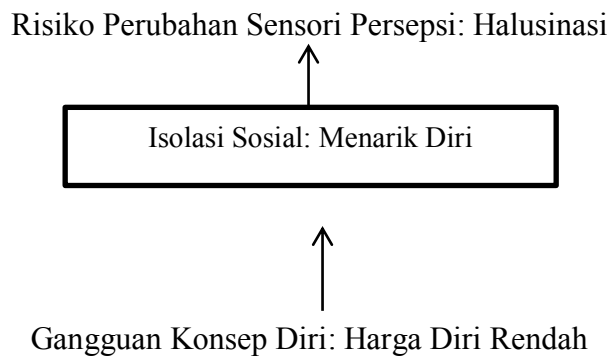 Risiko Perubahan Sensori Persepsi: Halusinasi
Isolasi Sosial: Menarik Diri
Gangguan Konsep Diri: Harga Diri Rendah